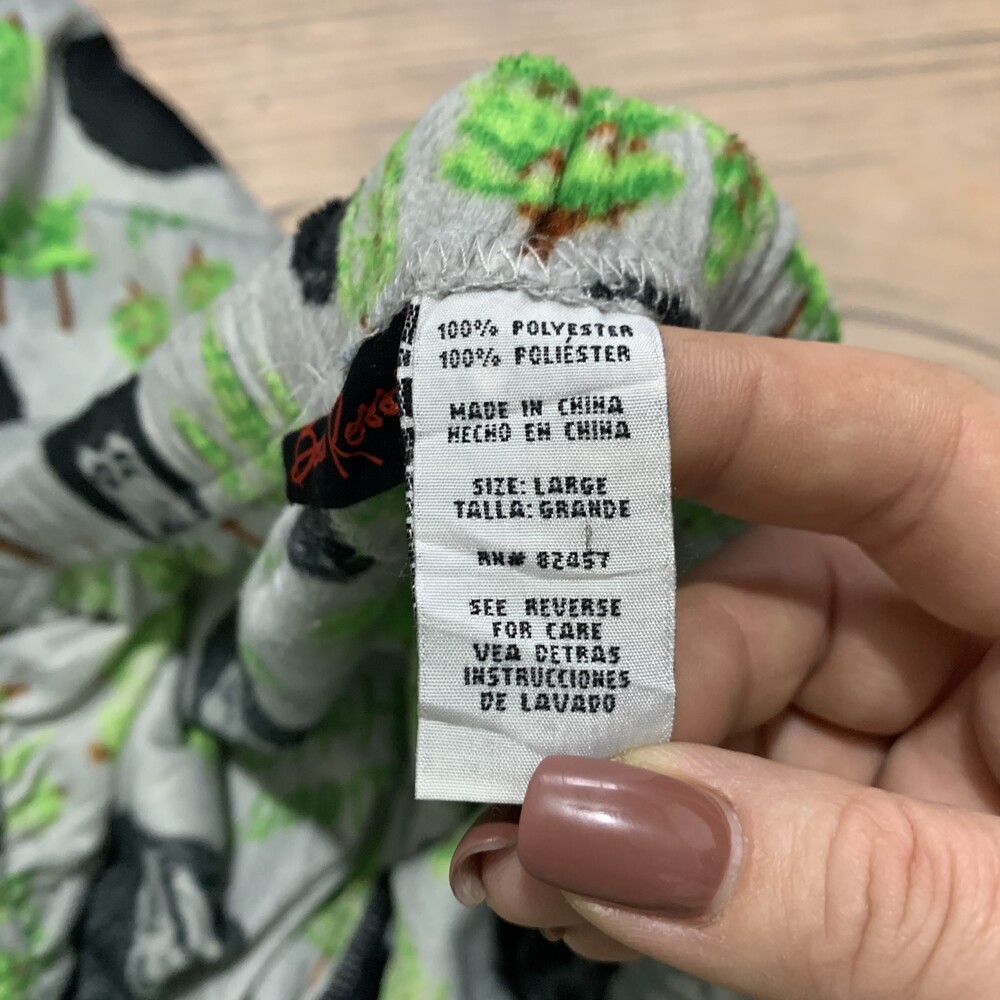 100% POLYESTER
100% POLIÉSTER
MADE IN CHINA
HECHO EN CHINA
SIZE: LARGE
TALLA: GRANDE
RN# 82457
SEE REVERSE
FOR CARE
VEA DETRAS
INSTRUCCIONES
DE LAVADO